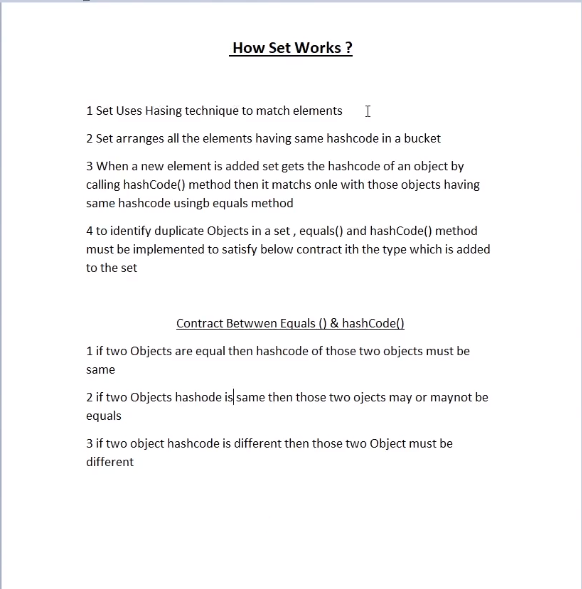 How Set Works ?
1 Set Uses Hasing technique to match elements
2 Set arranges all the elements having same hashcode in a bucket
3 When a new element is added set gets the hashcode of an object by
calling hashCode() method then it matchs onle with those objects having
same hashcode usingb equals method
4 to identify duplicate Objects in a set , equals() and hashCode() method
must be implemented to satisfy below contract ith the type which is added
to the set
Contract Betwwen Equals () & hashCode()
1 if two Objects are equal then hashcode of those two objects must be
same
2 if two Objects hashode is same then those two ojects may or maynot be
equals
3 if two object hashcode is different then those two Object must be
different